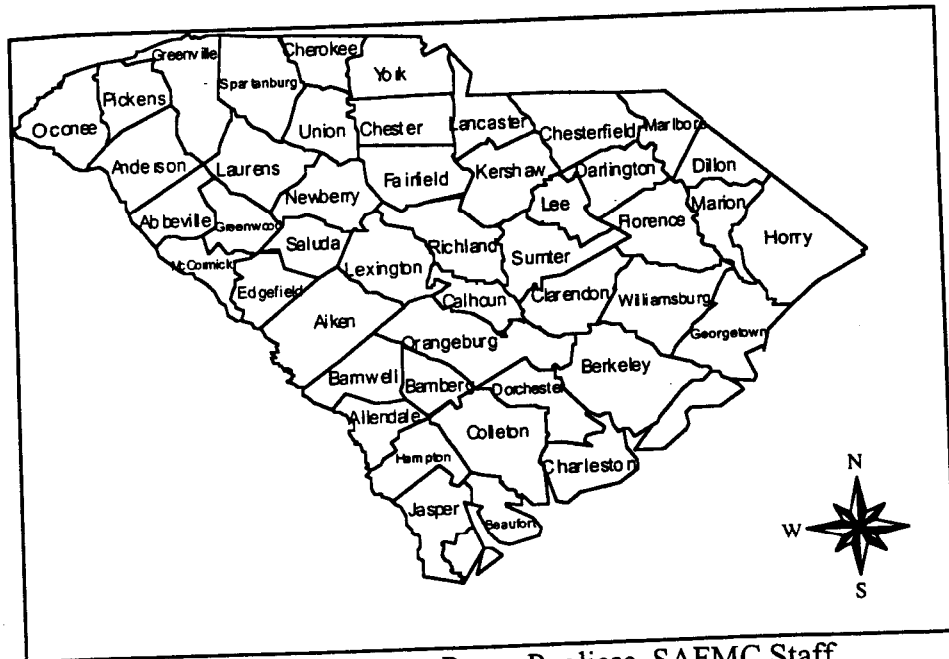 Cherokee
Greenville
York
Spartanburg
Pickens
Oconee
Union
Chester
Lancaster
Chesterfield
Marlboro
Anderson
Laurens
Fairfield
Kershaw
Darlington
Dillon
Newberry
Lee
Marion
Abbeville
Greenwood
Florence
Saluda
Richland
Sumter
Horry
McCormick
Lexington
Edgefield
Calhoun
Clarendon
Williamsburg
Aiken
Orangeburg
Georgetown
Barnwell
Bamberg
Dorchester
Berkeley
Allendale
Colleton
Hampton
Charleston
Jasper
Beaufort
N
W
S
SAFMC Staff